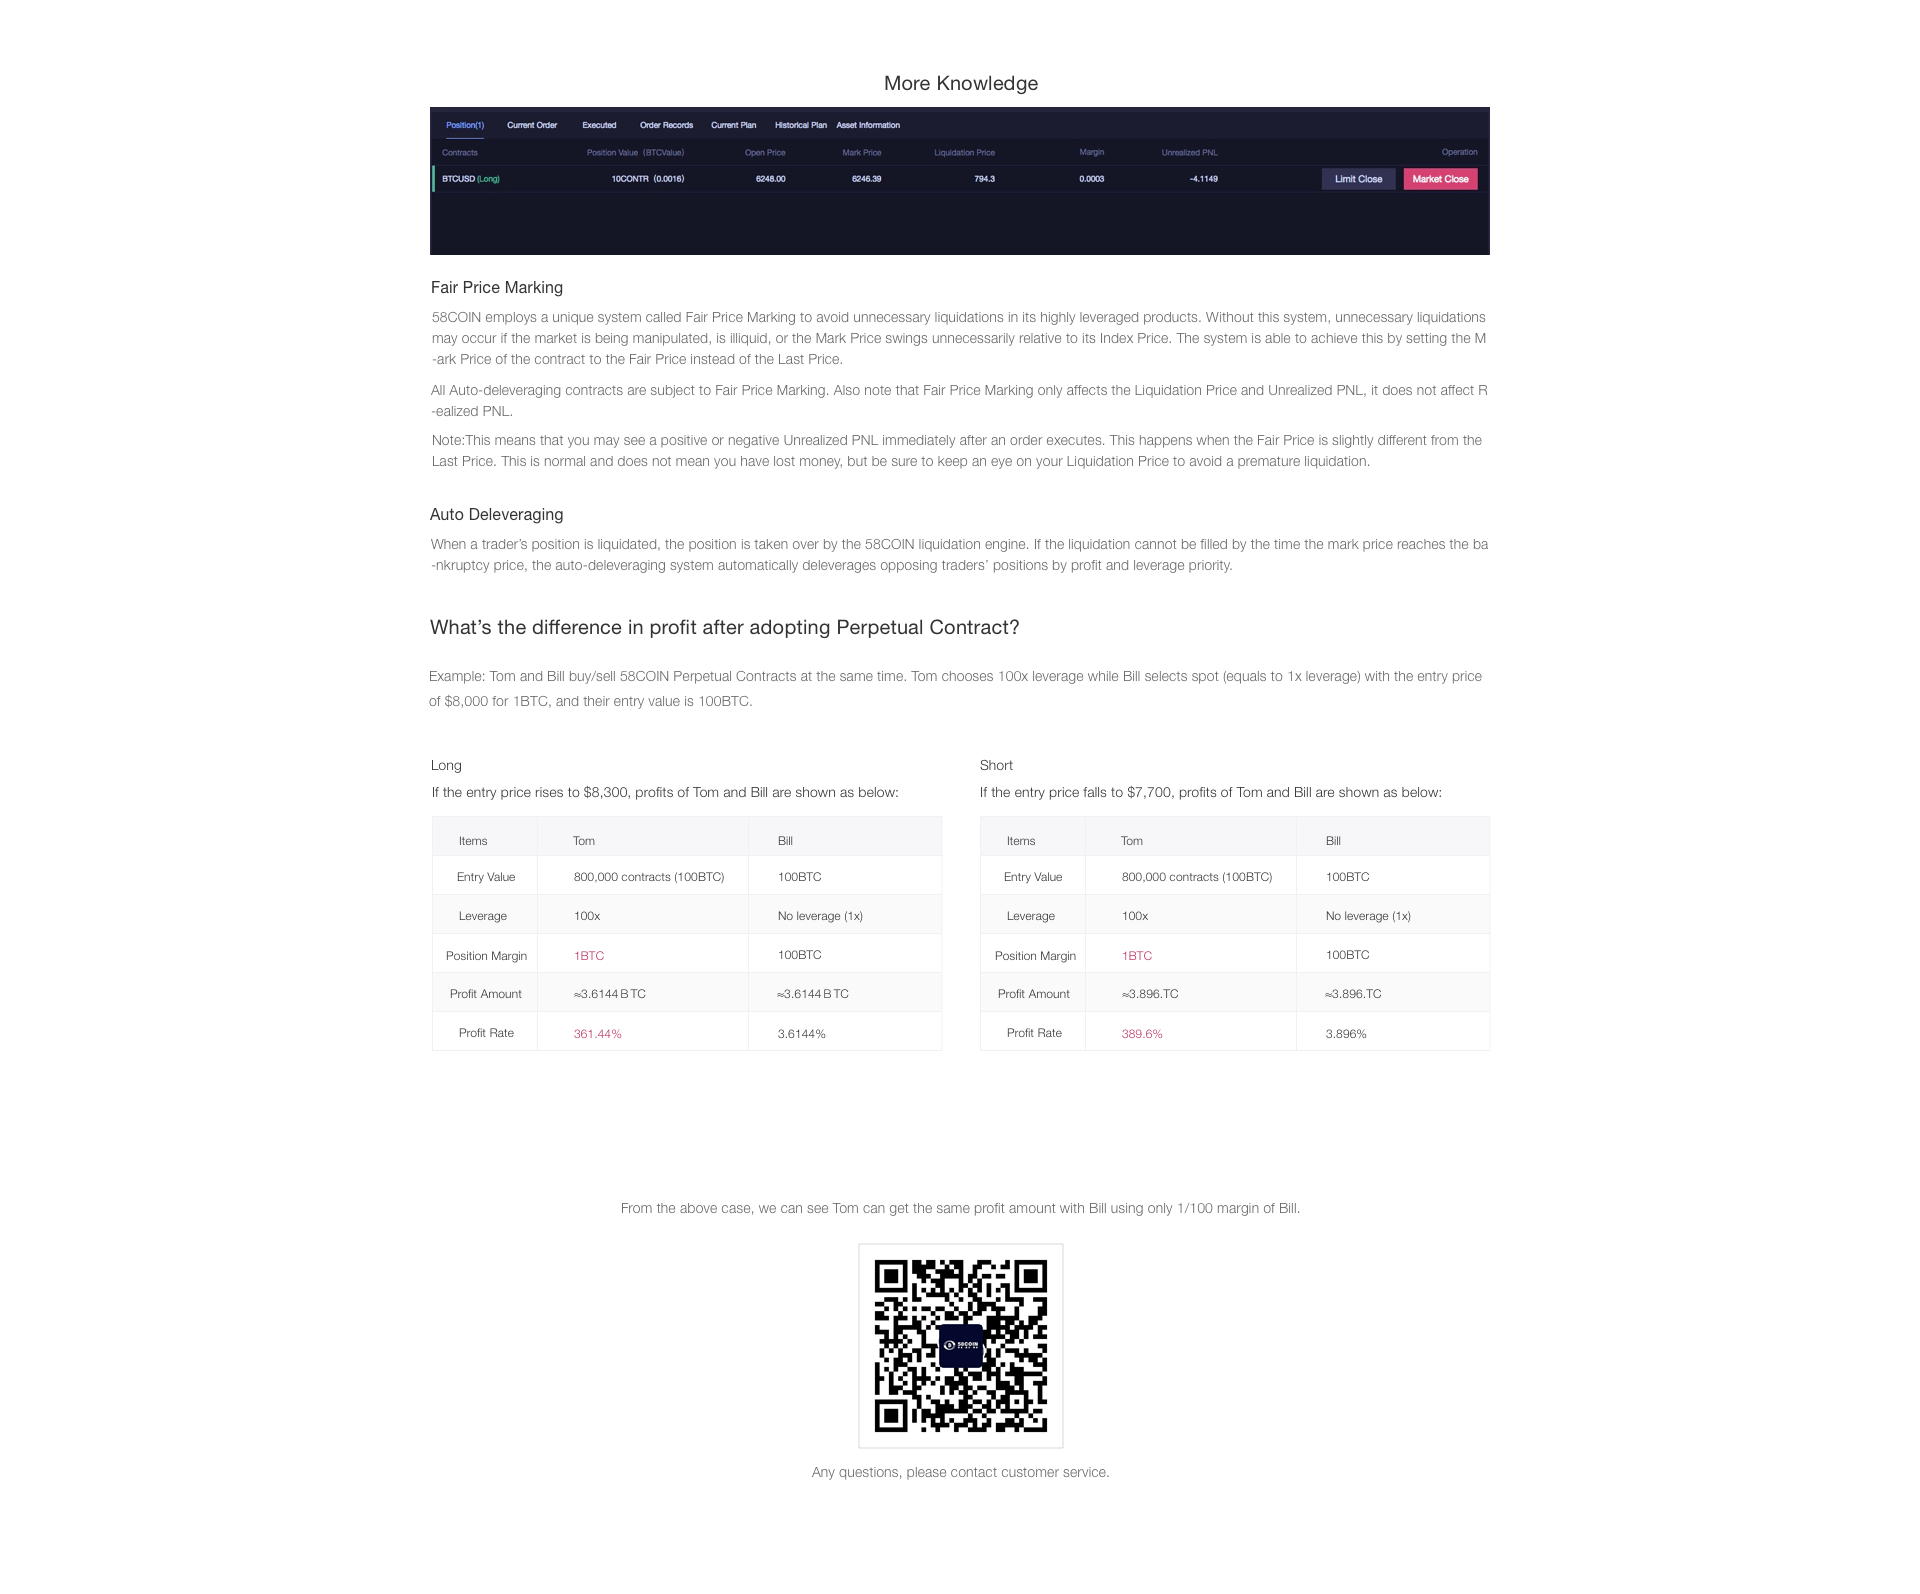 More Knowledge
Position(1) Current Order Executed Order Records Current Plan Historical Plan Asset Information
Contracts Position Value (BTCValue) Open Price Mark Price Liquidation Price Margin Unrealized PNL Operation
BTCUSD (Long) 10CONTR (0.0016) 6248.00 6246.39 794.3 0.0003 -4.1149 Limit Close Market Close
Fair Price Marking
58COIN employs a unique system called Fair Price Marking to avoid unnecessary liquidations in its highly leveraged products. Without this system, unnecessary liquidations
may occur if the market is being manipulated, is illiquid, or the Mark Price swings unnecessarily relative to its Index Price. The system is able to achieve this by setting the M
-ark Price of the contract to the Fair Price instead of the Last Price.
All Auto-deleveraging contracts are subject to Fair Price Marking. Also note that Fair Price Marking only affects the Liquidation Price and Unrealized PNL, it does not affect R
-ealized PNL.
Note:This means that you may see a positive or negative Unrealized PNL immediately after an order executes. This happens when the Fair Price is slightly different from the
Last Price. This is normal and does not mean you have lost money, but be sure to keep an eye on your Liquidation Price to avoid a premature liquidation.
Auto Deleveraging
When a trader's position is liquidated, the position is taken over by the 58COIN liquidation engine. If the liquidation cannot be filled by the time the mark price reaches the ba
-nkruptcy price, the auto-deleveraging system automatically deleverages opposing traders' positions by profit and leverage priority.
What's the difference in profit after adopting Perpetual Contract?
Example: Tom and Bill buy/sell 58COIN Perpetual Contracts at the same time. Tom chooses 100x leverage while Bill selects spot (equals to 1x leverage) with the entry price
of $8,000 for 1BTC, and their entry value is 100BTC.
Long
If the entry price rises to $8,300, profits of Tom and Bill are shown as below:
Items Tom Bill
Entry Value 800,000 contracts (100BTC) 100BTC
Leverage 100x No leverage (1x)
Position Margin 1BTC 100BTC
Profit Amount ≈3.6144 B TC ≈3.6144 B TC
Profit Rate 361.44% 3.6144%
Short
If the entry price falls to $7,700, profits of Tom and Bill are shown as below:
Items Tom Bill
Entry Value 800,000 contracts (100BTC) 100BTC
Leverage 100x No leverage (1x)
Position Margin 1BTC 100BTC
Profit Amount ≈3.896.TC ≈3.896.TC
Profit Rate 389.6% 3.896%
From the above case, we can see Tom can get the same profit amount with Bill using only 1/100 margin of Bill.
58COIN
Any questions, please contact customer service.